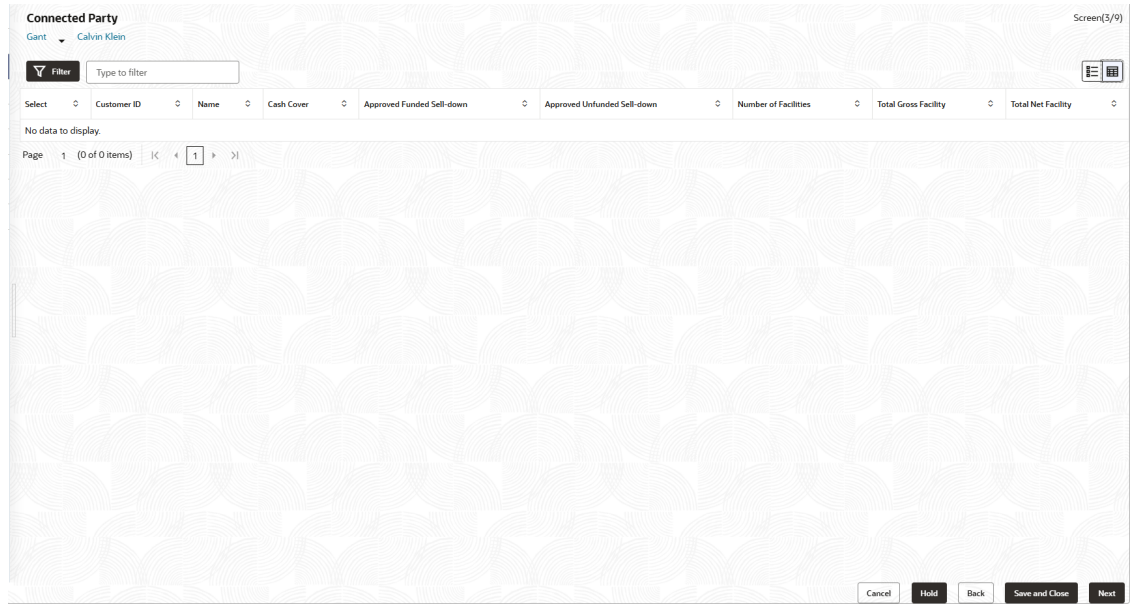 Connected Party
Screen(3/9)
Gant Calvin Klein
Filter Type to filter
Select Customer ID Name Cash Cover Approved Funded Sell-down Approved Unfunded Sell-down Number of Facilities Total Gross Facility Total Net Facility
No data to display.
Page 1 (0 of 0 items) 1
Cancel Hold Back Save and Close Next